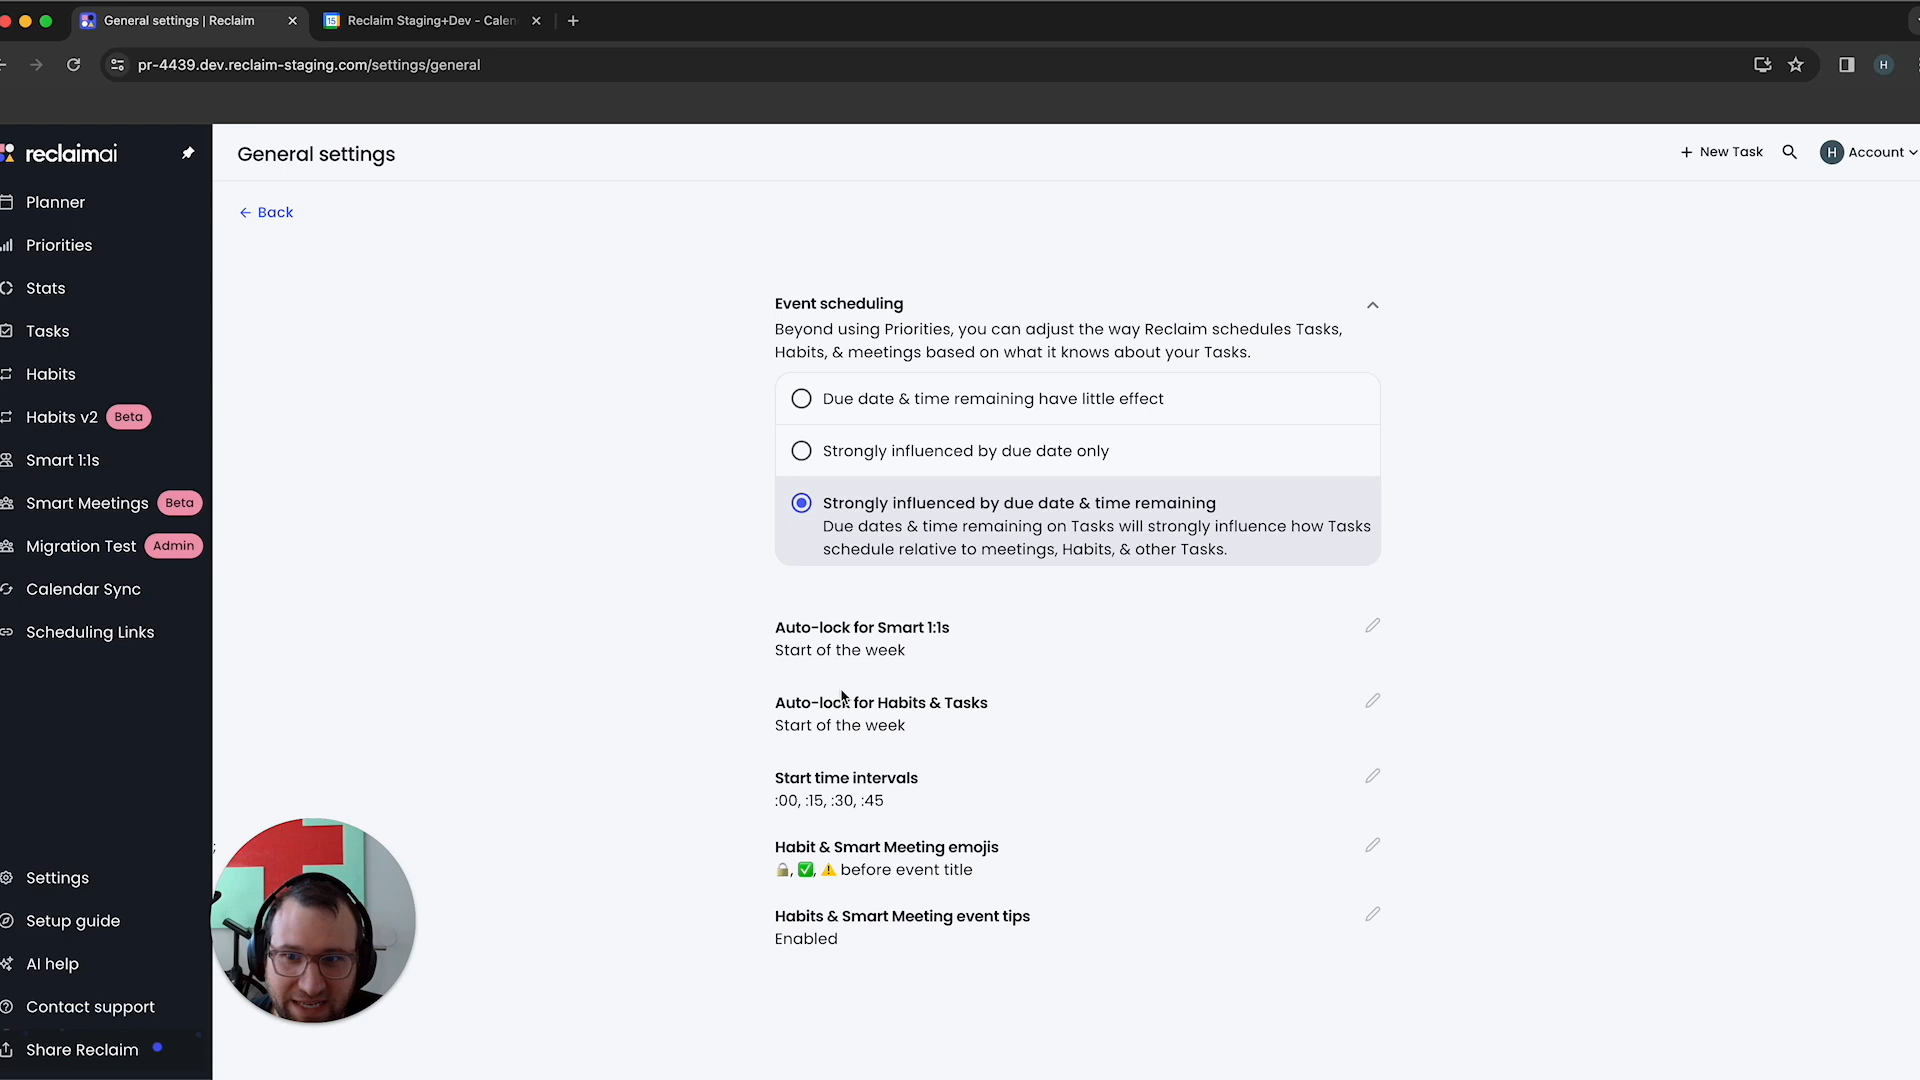 General settings | Reclaim
Reclaim Staging+Dev - Calen
pr-4439.dev.reclaim-staging.com/settings/general
H
reclaimai
General settings
New Task
H Account
Planner
Back
Priorities
Stats
Tasks
Habits
Habits v2 Beta
Smart 1:1s
Smart Meetings Beta
Migration Test Admin
Calendar Sync
Scheduling Links
Event scheduling
Beyond using Priorities, you can adjust the way Reclaim schedules Tasks,
Habits, & meetings based on what it knows about your Tasks.
Due date & time remaining have little effect
Strongly influenced by due date only
Strongly influenced by due date & time remaining
Due dates & time remaining on Tasks will strongly influence how Tasks
schedule relative to meetings, Habits, & other Tasks.
Auto-lock for Smart 1:1s
Start of the week
Auto-lock for Habits & Tasks
Start of the week
Start time intervals
:00, :15, :30, :45
Habit & Smart Meeting emojis
🔒, ✅, ⚠️ before event title
Habits & Smart Meeting event tips
Enabled
Settings
Setup guide
AI help
Contact support
Share Reclaim